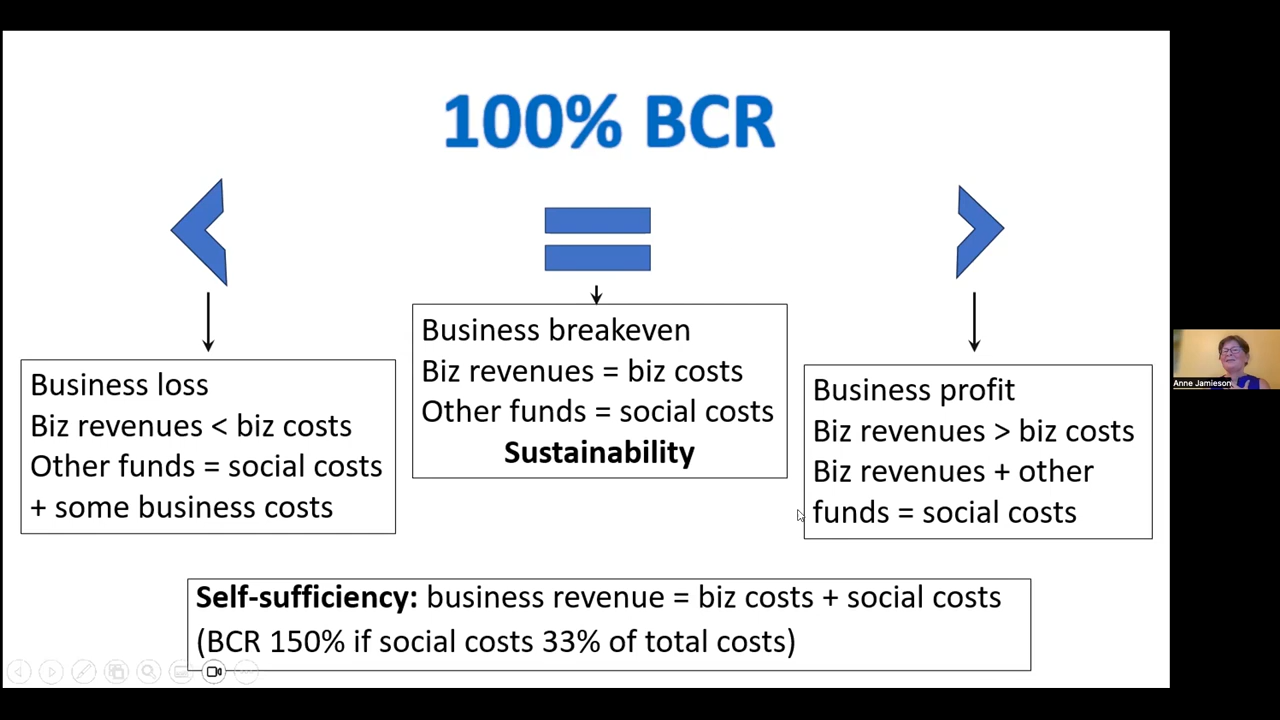 100% BCR
Business loss
Biz revenues < biz costs
Other funds = social costs
+ some business costs
Business breakeven
Biz revenues = biz costs
Other funds = social costs
Sustainability
Business profit
Biz revenues > biz costs
Biz revenues + other
funds = social costs
Self-sufficiency: business revenue = biz costs + social costs
(BCR 150% if social costs 33% of total costs)
Anne Jamieson